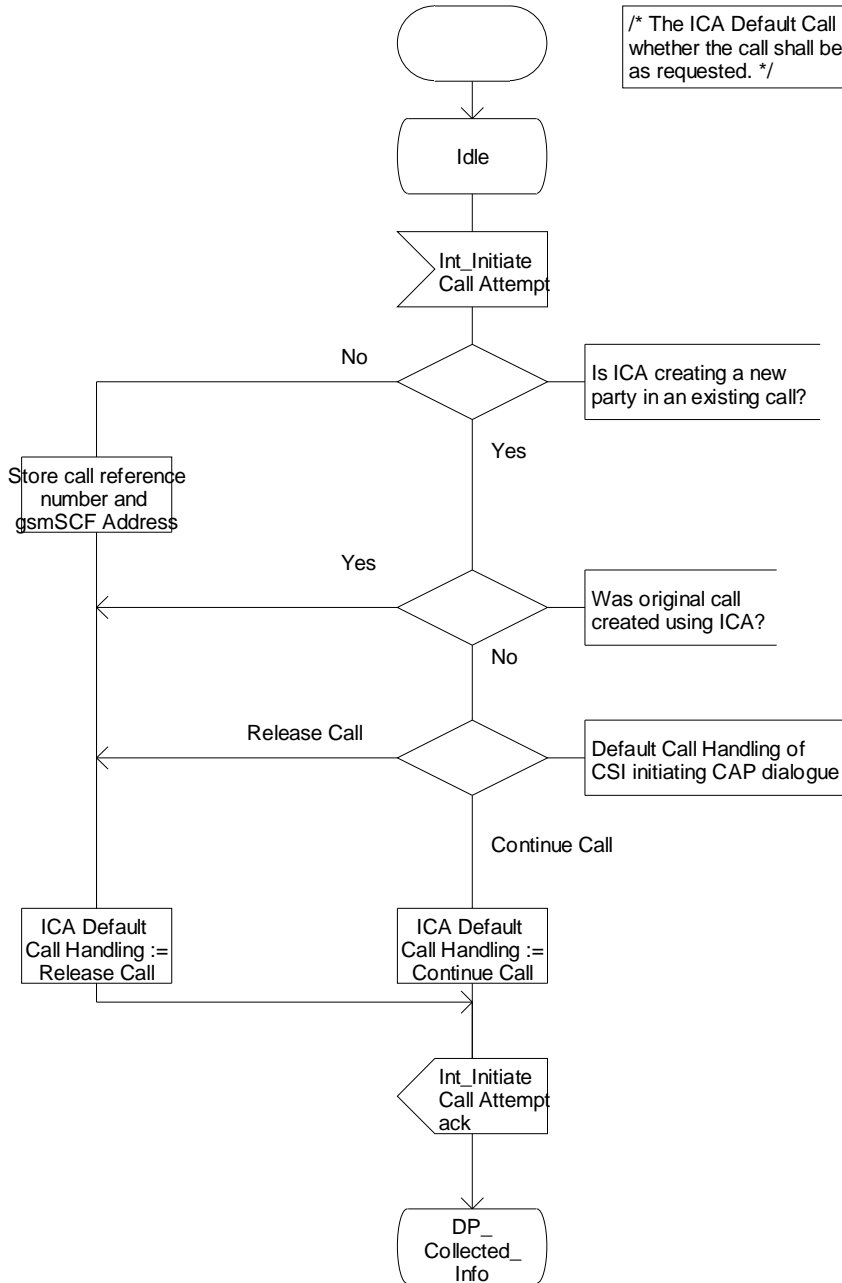 /* The ICA Default Call
whether the call shall be
as requested. */
Idle
Int_Initiate
Call Attempt
No
Is ICA creating a new
party in an existing call?
Yes
Store call reference
number and
gsmSCF Address
Yes
Was original call
created using ICA?
No
Release Call
Default Call Handling of
CSI initiating CAP dialogue
Continue Call
ICA Default
Call Handling :=
Release Call
ICA Default
Call Handling :=
Continue Call
Int_Initiate
Call Attempt
ack
DP_
Collected_
Info